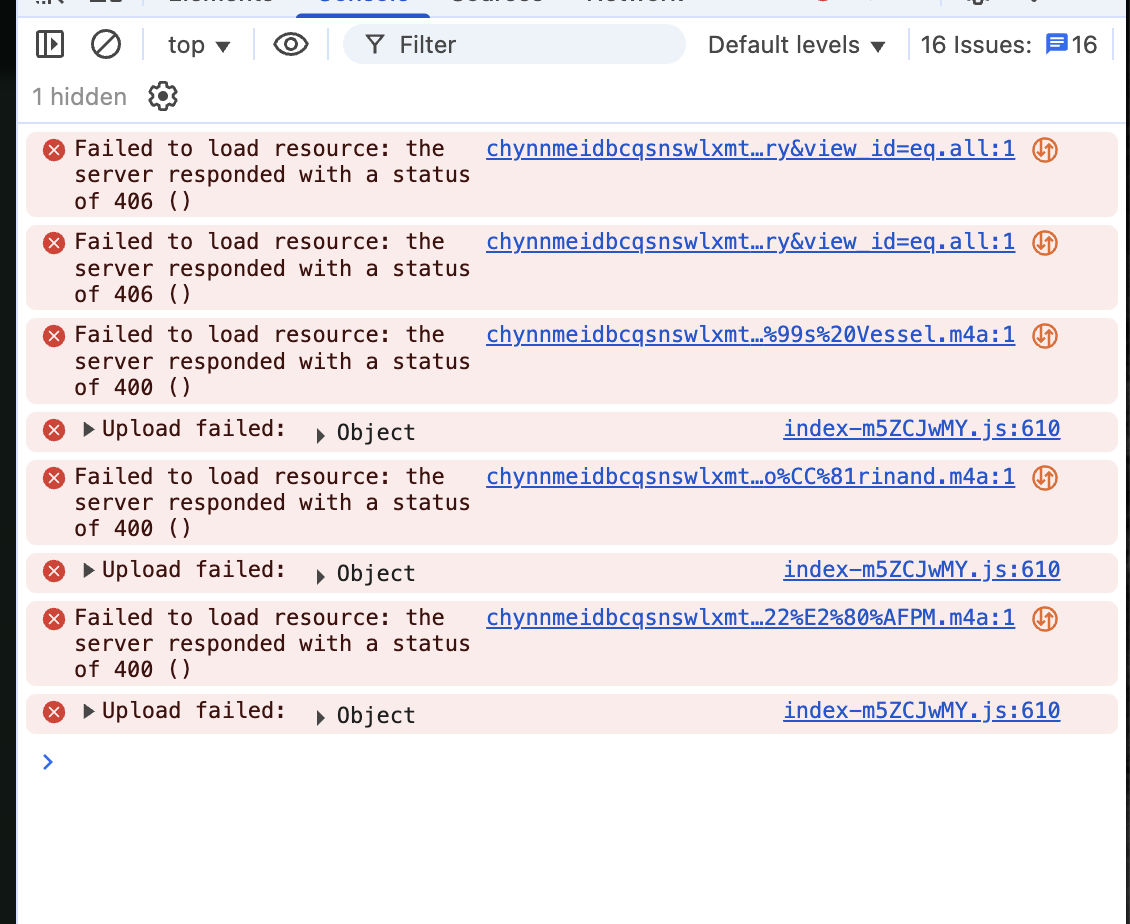 Elements Console Sources Network
top Filter Default levels 16 Issues: 16
1 hidden
Failed to load resource: the server responded with a status of 406 () chynnmeidbcqsnswlxmt…ry&view_id=eq.all:1
Failed to load resource: the server responded with a status of 406 () chynnmeidbcqsnswlxmt…ry&view_id=eq.all:1
Failed to load resource: the server responded with a status of 400 () chynnmeidbcqsnswlxmt…%99s%20Vessel.m4a:1
Upload failed: Object index-m5ZCJwMY.js:610
Failed to load resource: the server responded with a status of 400 () chynnmeidbcqsnswlxmt…o%CC%81rinand.m4a:1
Upload failed: Object index-m5ZCJwMY.js:610
Failed to load resource: the server responded with a status of 400 () chynnmeidbcqsnswlxmt…22%E2%80%AFPM.m4a:1
Upload failed: Object index-m5ZCJwMY.js:610